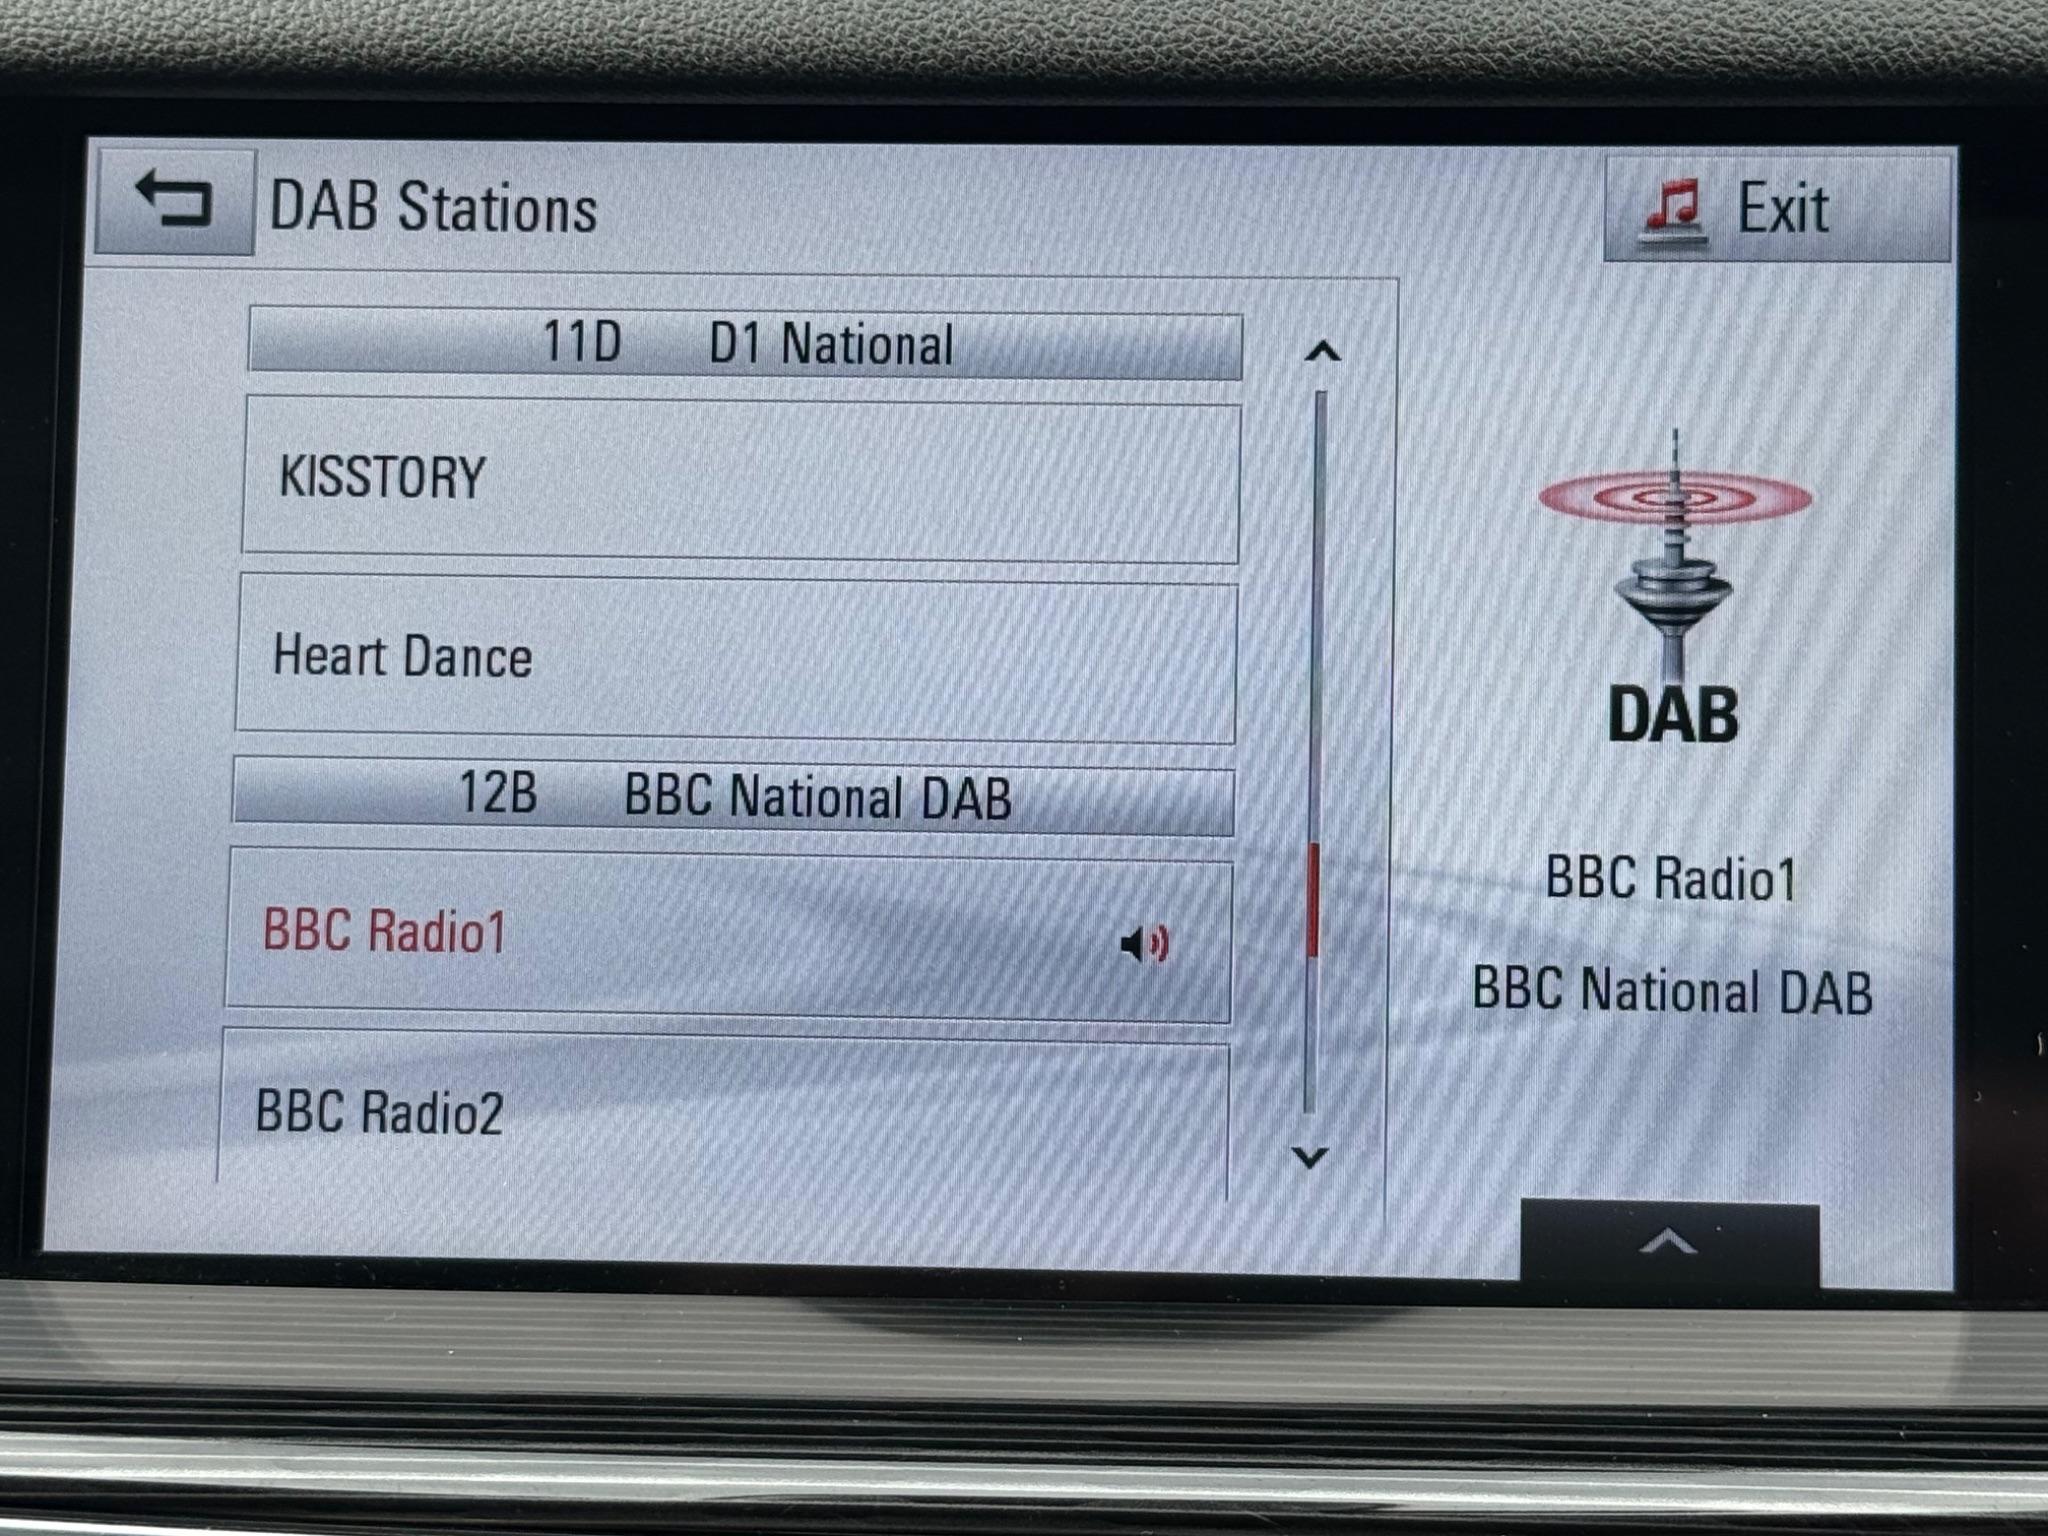 DAB Stations
Exit
11D D1 National
KISSTORY
Heart Dance
12B BBC National DAB
BBC Radio1
BBC Radio2
DAB
BBC Radio1
BBC National DAB